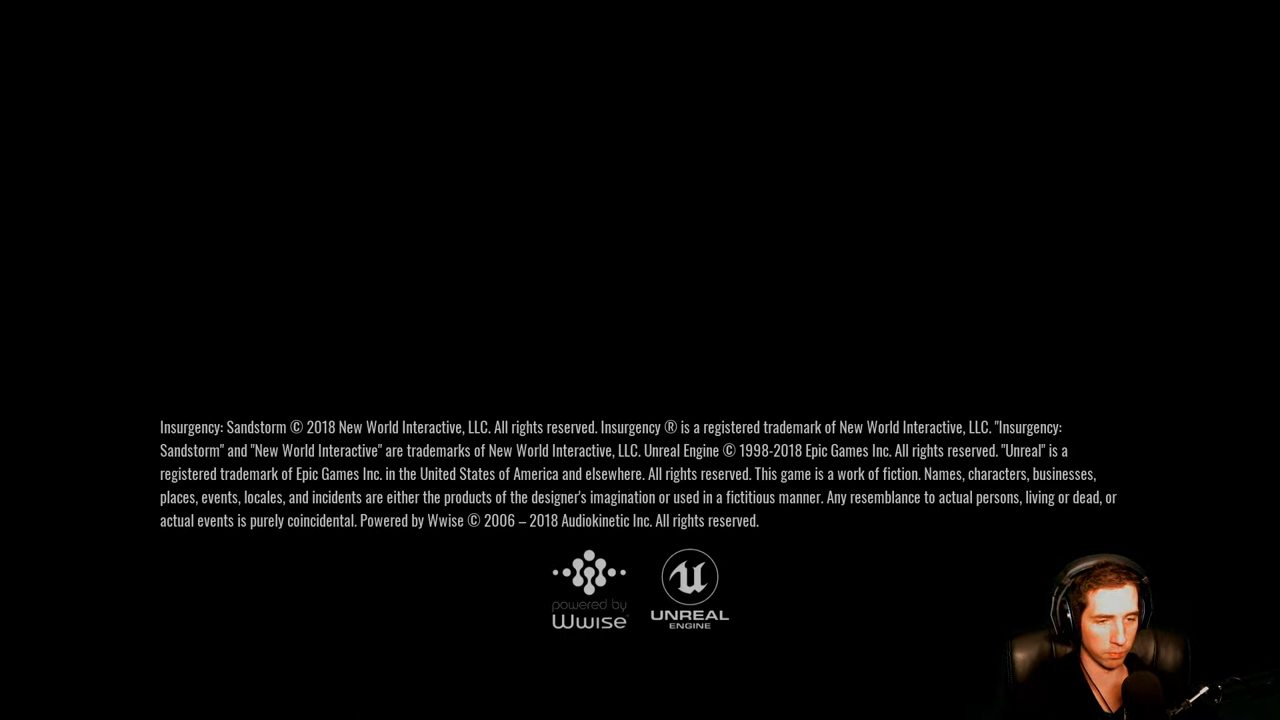 Insurgency: Sandstorm © 2018 New World Interactive, LLC. All rights reserved. Insurgency ® is a registered trademark of New World Interactive, LLC. "Insurgency:
Sandstorm" and "New World Interactive" are trademarks of New World Interactive, LLC. Unreal Engine © 1998-2018 Epic Games Inc. All rights reserved. "Unreal" is a
registered trademark of Epic Games Inc. in the United States of America and elsewhere. All rights reserved. This game is a work of fiction. Names, characters, businesses,
places, events, locales, and incidents are either the products of the designer's imagination or used in a fictitious manner. Any resemblance to actual persons, living or dead, or
actual events is purely coincidental. Powered by Wwise © 2006 – 2018 Audiokinetic Inc. All rights reserved.
powered by
Wwise
UNREAL
ENGINE